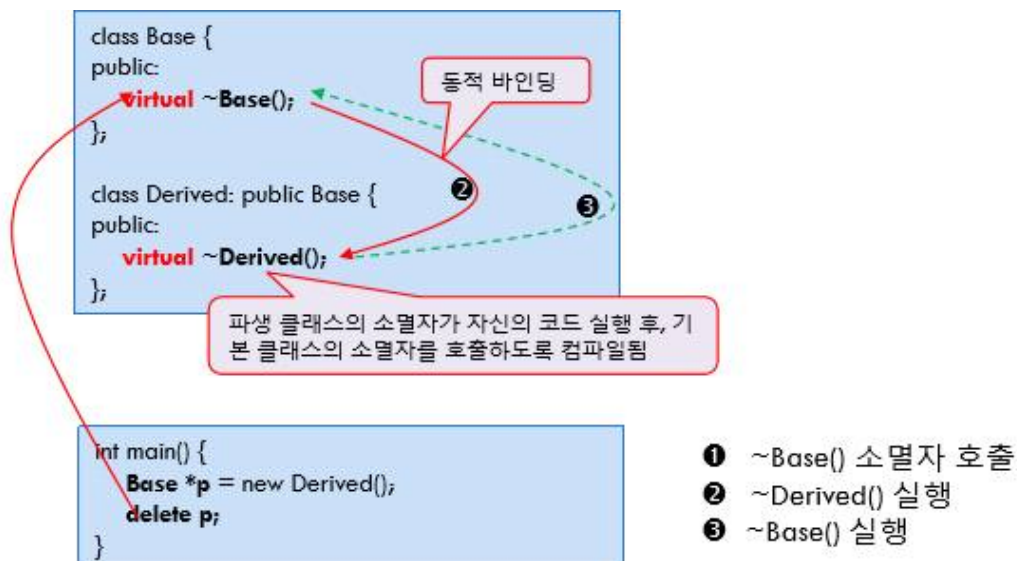 class Base {
public:
virtual ~Base();
};
동적 바인딩
❷
❸
class Derived: public Base {
public:
virtual ~Derived();
};
파생 클래스의 소멸자가 자신의 코드 실행 후, 기
본 클래스의 소멸자를 호출하도록 컴파일됨
int main() {
Base *p = new Derived();
delete p;
}
❶ ~Base() 소멸자 호출
❷ ~Derived() 실행
❸ ~Base() 실행